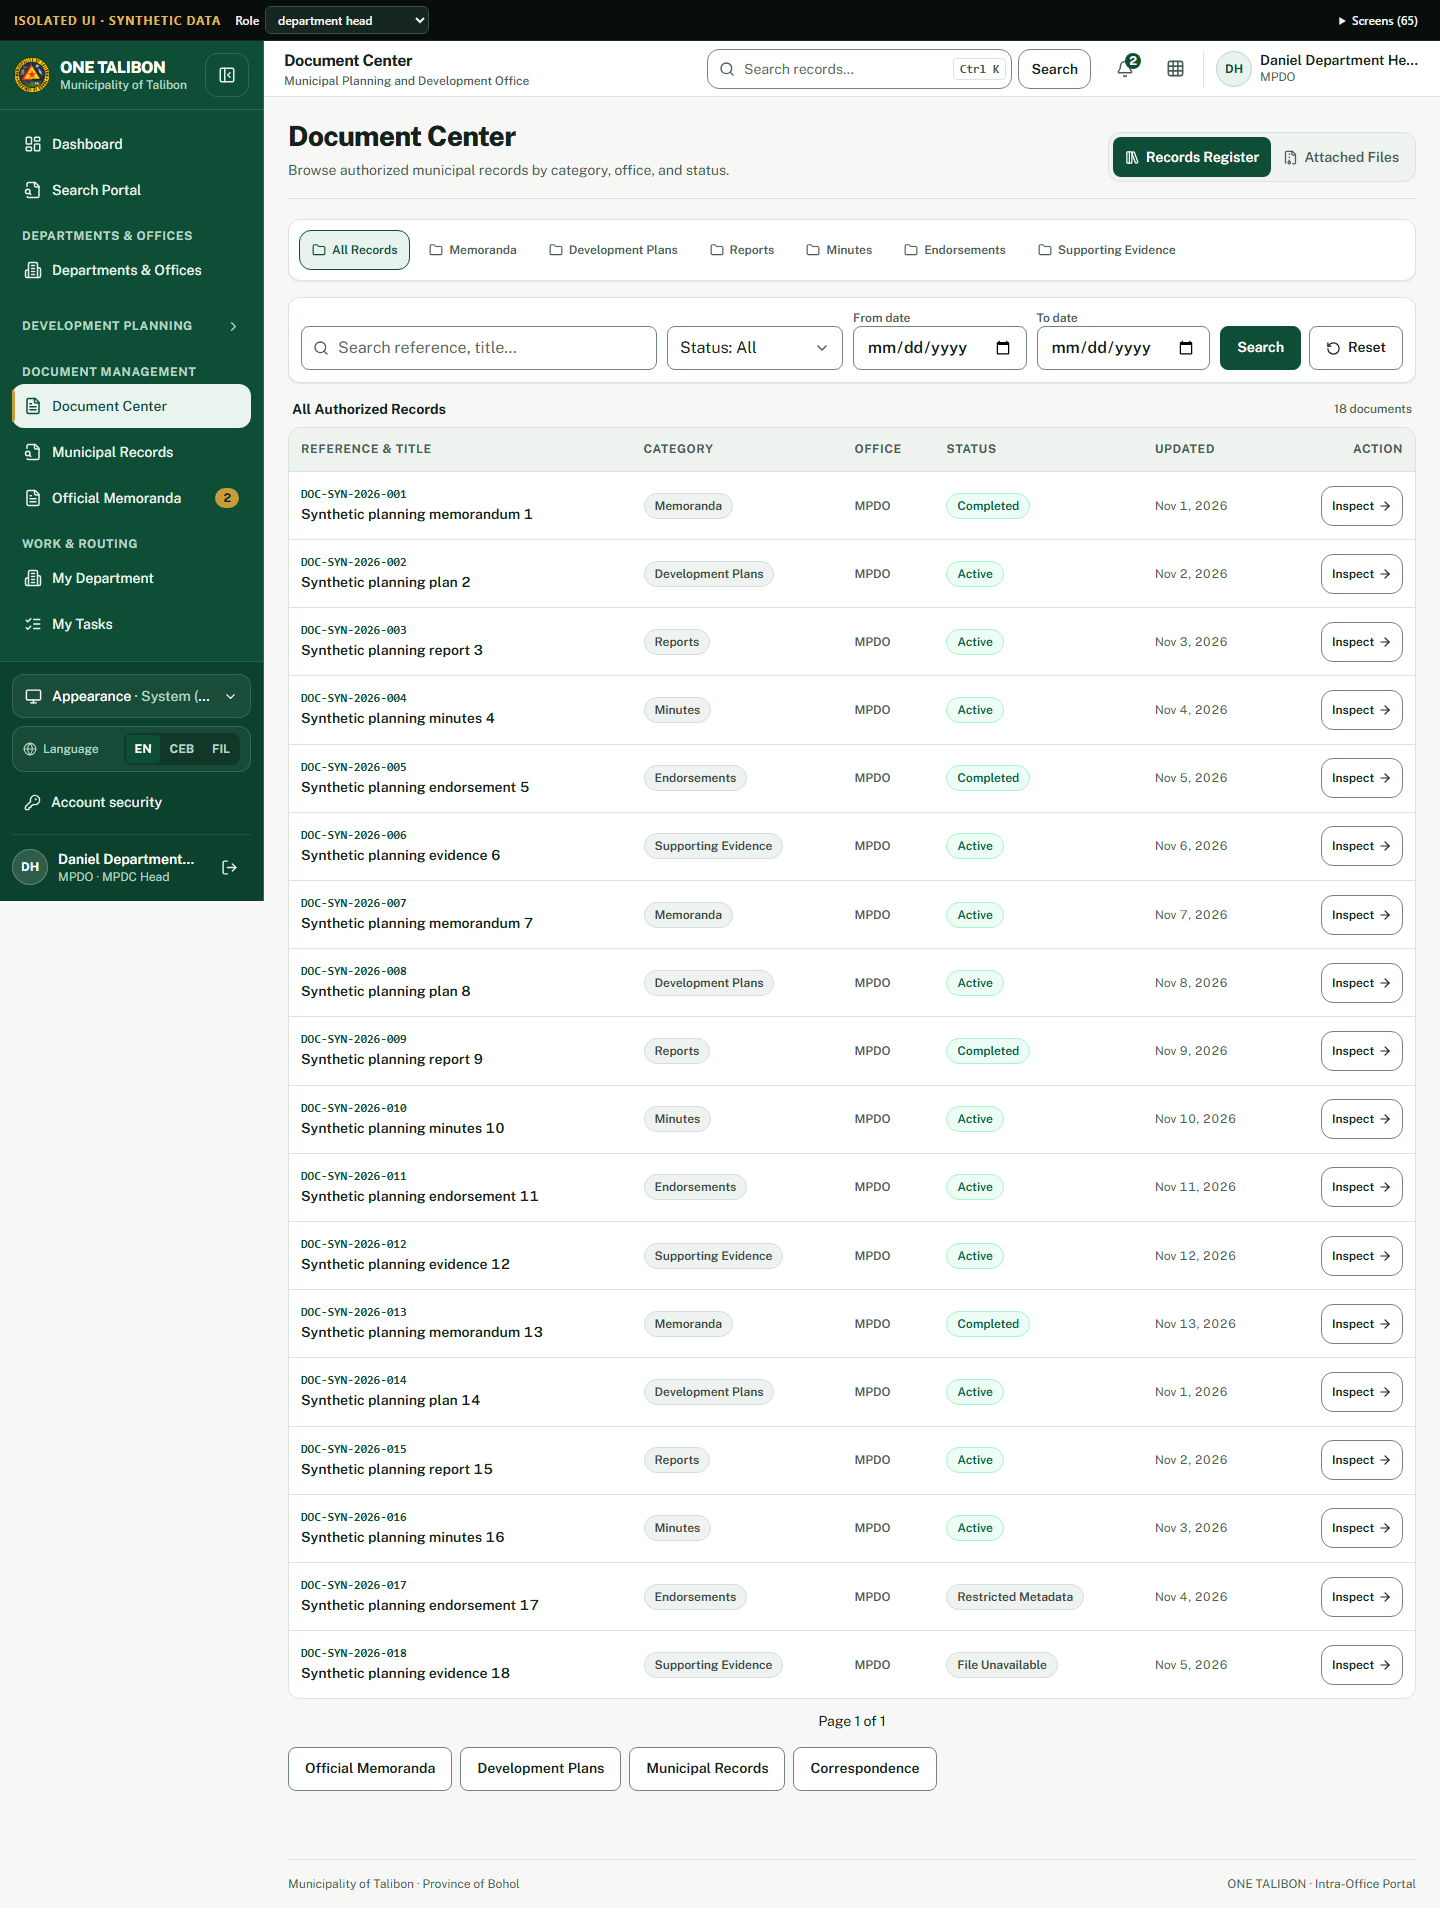 ISOLATED UI · SYNTHETIC DATA Role department head Screens (65)
ONE TALIBON
Municipality of Talibon
Dashboard
Search Portal
DEPARTMENTS & OFFICES
Departments & Offices
DEVELOPMENT PLANNING
DOCUMENT MANAGEMENT
Document Center
Municipal Records
Official Memoranda 2
WORK & ROUTING
My Department
My Tasks
Appearance · System (...
Language EN CEB FIL
Account security
DH Daniel Department...
MPDO · MPDC Head
Document Center
Municipal Planning and Development Office
Search records... Ctrl K Search 2
DH Daniel Department He...
MPDO
Document Center
Browse authorized municipal records by category, office, and status.
Records Register Attached Files
All Records Memoranda Development Plans Reports Minutes Endorsements Supporting Evidence
From date To date
Search reference, title... Status: All mm/dd/yyyy mm/dd/yyyy Search Reset
All Authorized Records 18 documents
REFERENCE & TITLE CATEGORY OFFICE STATUS UPDATED ACTION
DOC-SYN-2026-001
Synthetic planning memorandum 1 Memoranda MPDO Completed Nov 1, 2026 Inspect
DOC-SYN-2026-002
Synthetic planning plan 2 Development Plans MPDO Active Nov 2, 2026 Inspect
DOC-SYN-2026-003
Synthetic planning report 3 Reports MPDO Active Nov 3, 2026 Inspect
DOC-SYN-2026-004
Synthetic planning minutes 4 Minutes MPDO Active Nov 4, 2026 Inspect
DOC-SYN-2026-005
Synthetic planning endorsement 5 Endorsements MPDO Completed Nov 5, 2026 Inspect
DOC-SYN-2026-006
Synthetic planning evidence 6 Supporting Evidence MPDO Active Nov 6, 2026 Inspect
DOC-SYN-2026-007
Synthetic planning memorandum 7 Memoranda MPDO Active Nov 7, 2026 Inspect
DOC-SYN-2026-008
Synthetic planning plan 8 Development Plans MPDO Active Nov 8, 2026 Inspect
DOC-SYN-2026-009
Synthetic planning report 9 Reports MPDO Completed Nov 9, 2026 Inspect
DOC-SYN-2026-010
Synthetic planning minutes 10 Minutes MPDO Active Nov 10, 2026 Inspect
DOC-SYN-2026-011
Synthetic planning endorsement 11 Endorsements MPDO Active Nov 11, 2026 Inspect
DOC-SYN-2026-012
Synthetic planning evidence 12 Supporting Evidence MPDO Active Nov 12, 2026 Inspect
DOC-SYN-2026-013
Synthetic planning memorandum 13 Memoranda MPDO Completed Nov 13, 2026 Inspect
DOC-SYN-2026-014
Synthetic planning plan 14 Development Plans MPDO Active Nov 1, 2026 Inspect
DOC-SYN-2026-015
Synthetic planning report 15 Reports MPDO Active Nov 2, 2026 Inspect
DOC-SYN-2026-016
Synthetic planning minutes 16 Minutes MPDO Active Nov 3, 2026 Inspect
DOC-SYN-2026-017
Synthetic planning endorsement 17 Endorsements MPDO Restricted Metadata Nov 4, 2026 Inspect
DOC-SYN-2026-018
Synthetic planning evidence 18 Supporting Evidence MPDO File Unavailable Nov 5, 2026 Inspect
Page 1 of 1
Official Memoranda Development Plans Municipal Records Correspondence
Municipality of Talibon · Province of Bohol ONE TALIBON · Intra-Office Portal